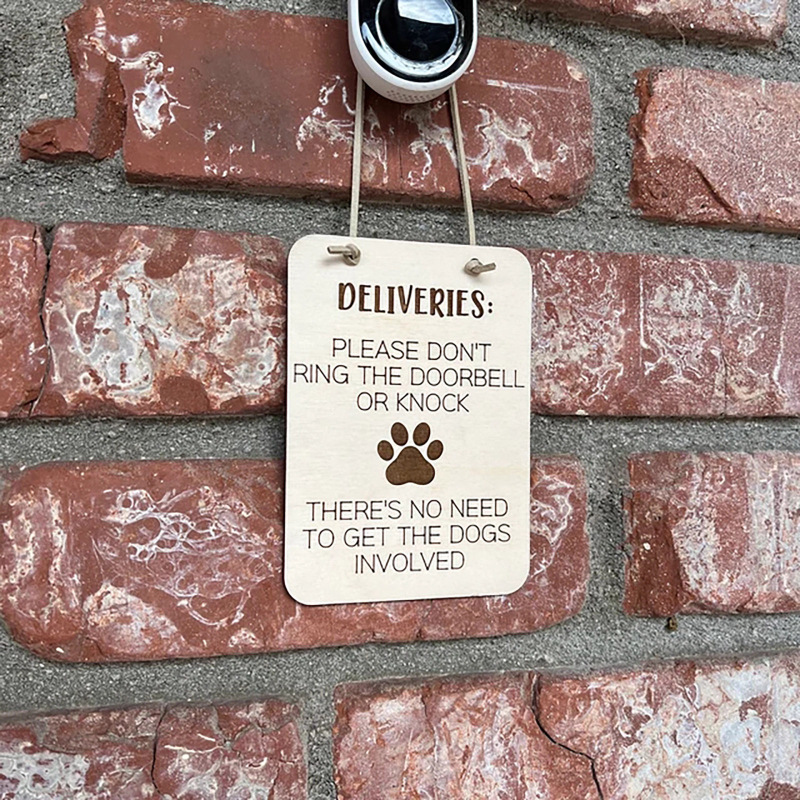 DELIVERIES:
PLEASE DON'T
RING THE DOORBELL
OR KNOCK
THERE'S NO NEED
TO GET THE DOGS
INVOLVED